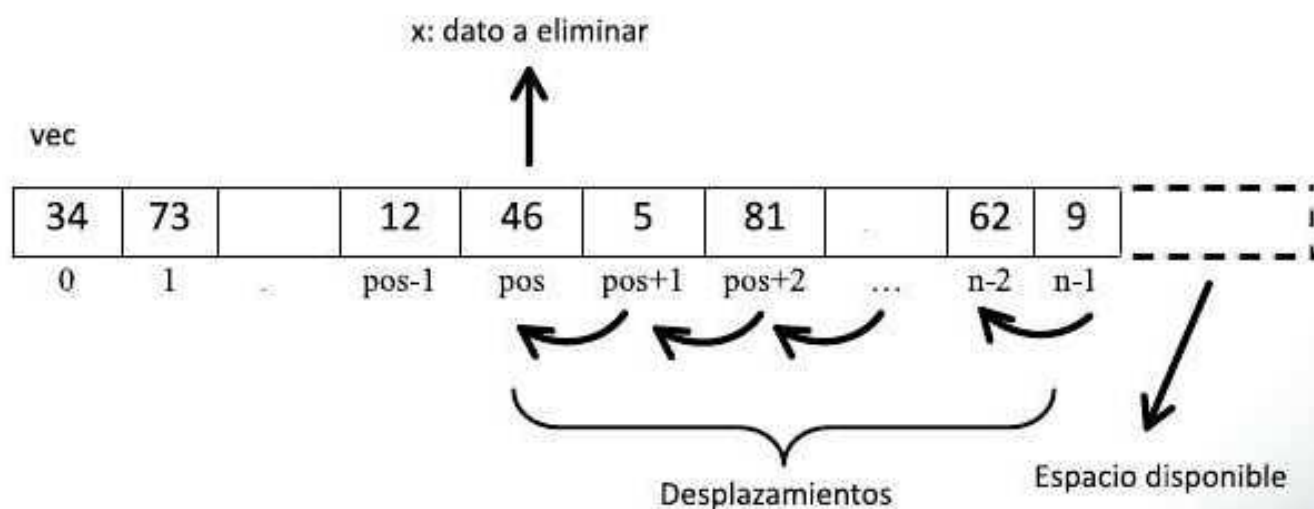 x: dato a eliminar
vec
34 73 12 46 5 81 . 62 9
0 1 . pos-1 pos pos+1 pos+2 ... n-2 n-1
Desplazamientos
Espacio disponible